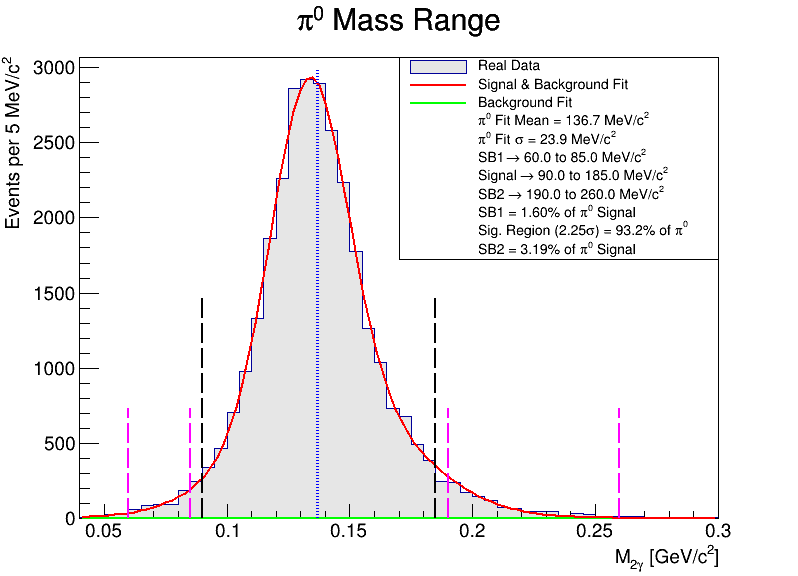 π⁰ Mass Range
Events per 5 MeV/c²
3000
2500
2000
1500
1000
500
0
Real Data
Signal & Background Fit
Background Fit
π⁰ Fit Mean = 136.7 MeV/c²
π⁰ Fit σ = 23.9 MeV/c²
SB1 → 60.0 to 85.0 MeV/c²
Signal → 90.0 to 185.0 MeV/c²
SB2 → 190.0 to 260.0 MeV/c²
SB1 = 1.60% of π⁰ Signal
Sig. Region (2.25σ) = 93.2% of π⁰
SB2 = 3.19% of π⁰ Signal
0.05 0.1 0.15 0.2 0.25 0.3
M₂ᵧ [GeV/c²]